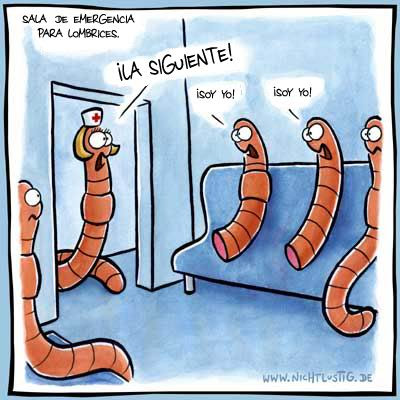 SALA DE EMERGENCIA
PARA LOMBRICES.
¡LA SIGUIENTE!
¡SOY YO!
¡SOY YO!
WWW.NICHTLUSTIG.DE